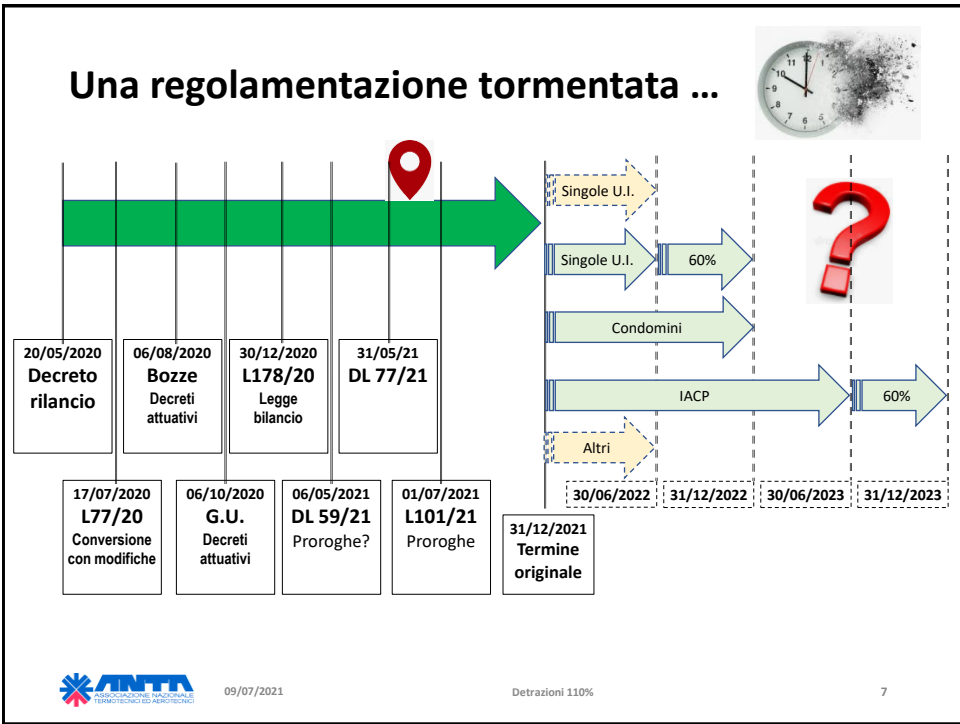 Una regolamentazione tormentata …
Singole U.I.
Singole U.I.
60%
Condomini
IACP
60%
Altri
20/05/2020
Decreto
rilancio
06/08/2020
Bozze
Decreti
attuativi
30/12/2020
L178/20
Legge
bilancio
31/05/21
DL 77/21
17/07/2020
L77/20
Conversione
con modifiche
06/10/2020
G.U.
Decreti
attuativi
06/05/2021
DL 59/21
Proroghe?
01/07/2021
L101/21
Proroghe
31/12/2021
Termine
originale
30/06/2022
31/12/2022
30/06/2023
31/12/2023
ANTA
ASSOCIAZIONE NAZIONALE
TERMOTECNICI ED AEROTECNICI
09/07/2021
Detrazioni 110%
7